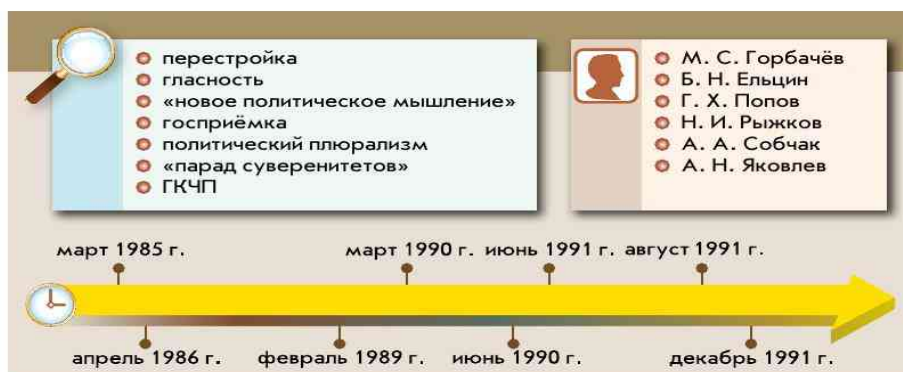 перестройка
гласность
«новое политическое мышление»
госприёмка
политический плюрализм
«парад суверенитетов»
ГКЧП
М. С. Горбачёв
Б. Н. Ельцин
Г. Х. Попов
Н. И. Рыжков
А. А. Собчак
А. Н. Яковлев
март 1985 г. март 1990 г. июнь 1991 г. август 1991 г.
апрель 1986 г. февраль 1989 г. июнь 1990 г. декабрь 1991 г.